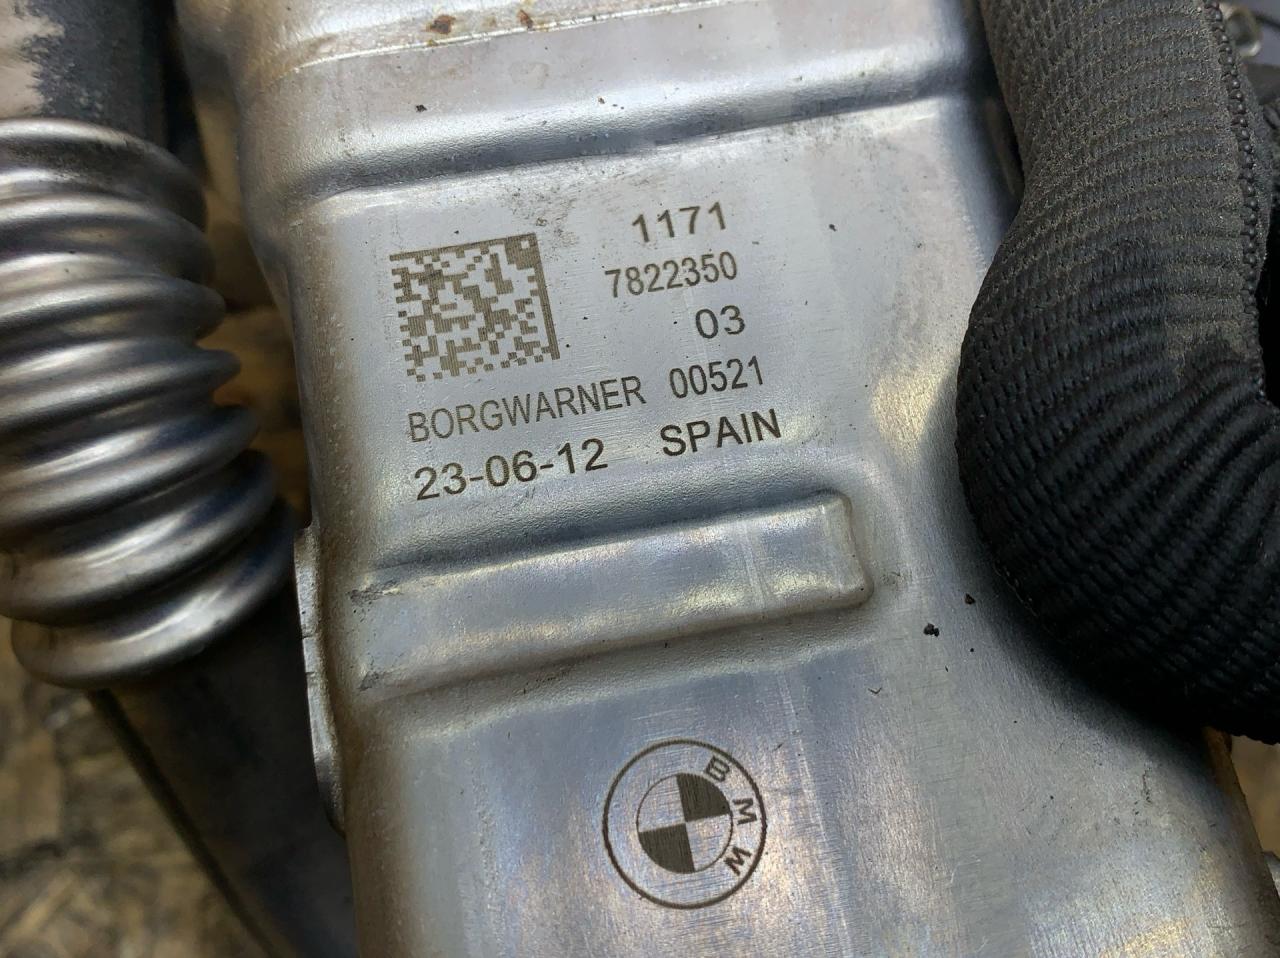 1171
7822350
03
BORGWARNER 00521
23-06-12 SPAIN
BMW